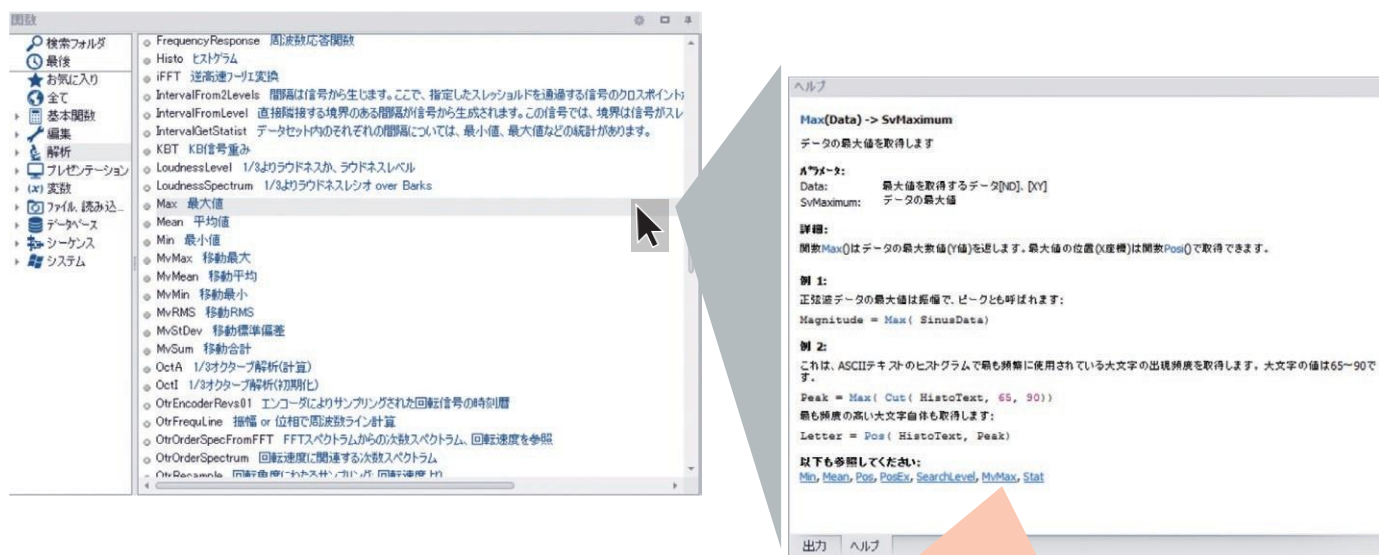 関数
検索フォルダ
最後
お気に入り
全て
基本関数
編集
解析
プレゼンテーション
(x) 変数
ファイル、読み込...
データベース
シーケンス
システム
FrequencyResponse 周波数応答関数
Histo ヒストグラム
iFFT 逆高速フーリエ変換
IntervalFrom2Levels 間隔は信号から生じます。ここで、指定したスレッショルドを通過する信号のクロスポイント
IntervalFromLevel 直接隣接する境界のある間隔が信号から生成されます。この信号では、境界は信号がスレ
IntervalGetStatist データセット内のそれぞれの間隔については、最小値、最大値などの統計があります。
KBT KB信号重み
LoudnessLevel 1/3よりラウドネスか、ラウドネスレベル
LoudnessSpectrum 1/3よりラウドネスレシオ over Barks
Max 最大値
Mean 平均値
Min 最小値
MvMax 移動最大
MvMean 移動平均
MvMin 移動最小
MvRMS 移動RMS
MvStDev 移動標準偏差
MvSum 移動合計
OctA 1/3オクターブ解析(計算)
OctI 1/3オクターブ解析(初期化)
OtrEncoderRevs01 エンコーダによりサンプリングされた回転信号の時刻暦
OtrFrequLine 振幅 or 位相で周波数ライン計算
OtrOrderSpecFromFFT FFTスペクトラムからの次数スペクトラム、回転速度を参照
OtrOrderSpectrum 回転速度に関連する次数スペクトラム
OtrResample 回転角度にわたるサンプリング: 回転速度より
ヘルプ
Max(Data) -> SvMaximum
データの最大値を取得します
パラメータ:
Data: 最大値を取得するデータ[ND]、[XY]
SvMaximum: データの最大値
詳細:
関数Max()はデータの最大数値(Y値)を返します。最大値の位置(X座標)は関数Posi()で取得できます。
例 1:
正弦波データの最大値は振幅で、ピークとも呼ばれます:
Magnitude = Max( SinusData)
例 2:
これは、ASCIIテキストのヒストグラムで最も頻繁に使用されている大文字の出現頻度を取得します。大文字の値は65~90で
す。
Peak = Max( Cut( HistoText, 65, 90))
最も頻度の高い大文字自体も取得します:
Letter = Pos( HistoText, Peak)
以下も参照してください:
Min, Mean, Pos, PosEx, SearchLevel, MvMax, Stat
出力 ヘルプ